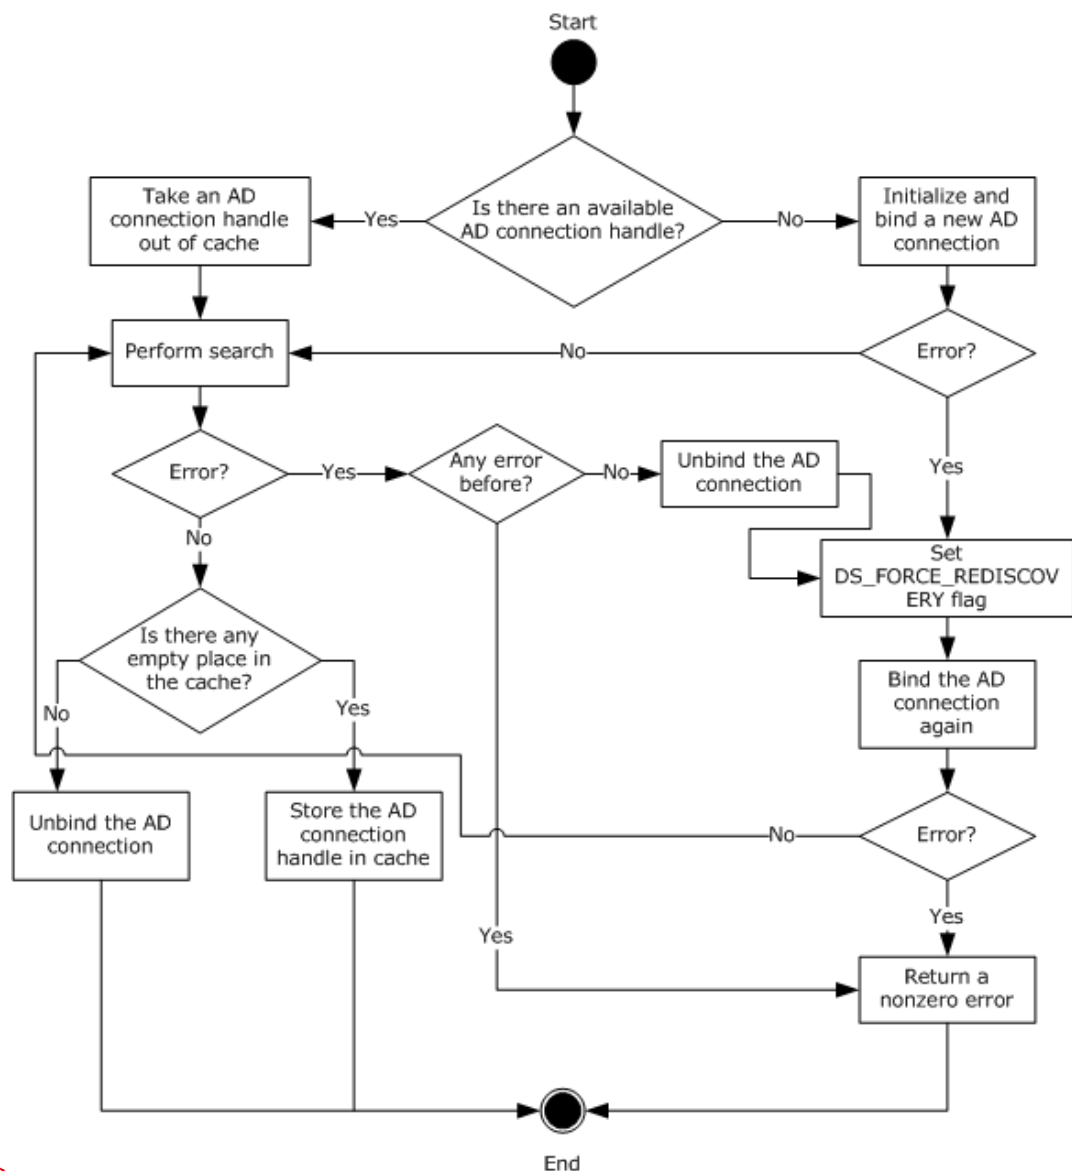 Start
Take an AD
connection handle
out of cache
Yes
Is there an available
AD connection handle?
No
Initialize and
bind a new AD
connection
Perform search
No
Error?
Error?
Yes
Any error
before?
No
Unbind the AD
connection
Yes
No
Set
DS_FORCE_REDISCOV
ERY flag
Is there any
empty place in
the cache?
Bind the AD
connection
again
No
Yes
Unbind the AD
connection
Store the AD
connection
handle in cache
No
Error?
Yes
Yes
Return a
nonzero error
End